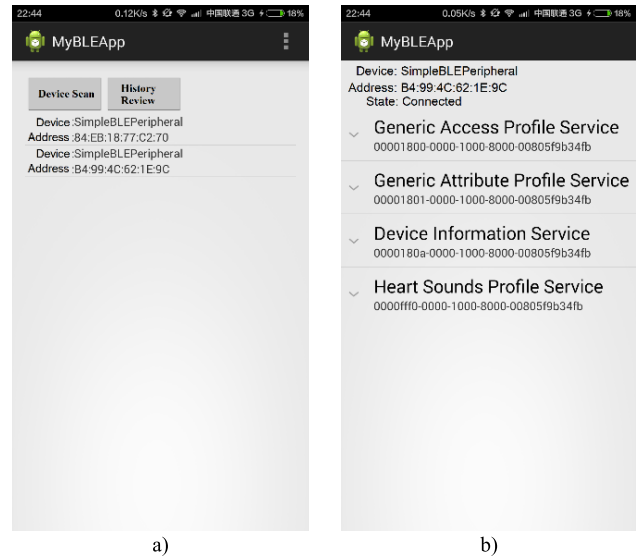 22:44 0.12K/s 中国联通 3G 18%
MyBLEApp
Device Scan
History
Review
Device :SimpleBLEPeripheral
Address :84:EB:18:77:C2:70
Device :SimpleBLEPeripheral
Address :B4:99:4C:62:1E:9C
a)
22:44 0.05K/s 中国联通 3G 18%
MyBLEApp
Device: SimpleBLEPeripheral
Address: B4:99:4C:62:1E:9C
State: Connected
Generic Access Profile Service
00001800-0000-1000-8000-00805f9b34fb
Generic Attribute Profile Service
00001801-0000-1000-8000-00805f9b34fb
Device Information Service
0000180a-0000-1000-8000-00805f9b34fb
Heart Sounds Profile Service
0000fff0-0000-1000-8000-00805f9b34fb
b)